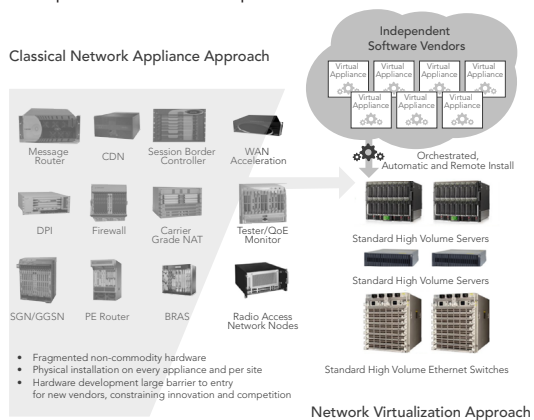 Classical Network Appliance Approach
Message
Router
CDN
Session Border
Controller
WAN
Acceleration
DPI
Firewall
Carrier
Grade NAT
Tester/QoE
Monitor
SGN/GGSN
PE Router
BRAS
Radio Access
Network Nodes
• Fragmented non-commodity hardware
• Physical installation on every appliance and per site
• Hardware development large barrier to entry
for new vendors, constraining innovation and competition
Independent
Software Vendors
Virtual
Appliance
Virtual
Appliance
Virtual
Appliance
Virtual
Appliance
Virtual
Appliance
Virtual
Appliance
Virtual
Appliance
Orchestrated,
Automatic and Remote Install
Standard High Volume Servers
Standard High Volume Servers
Standard High Volume Ethernet Switches
Network Virtualization Approach